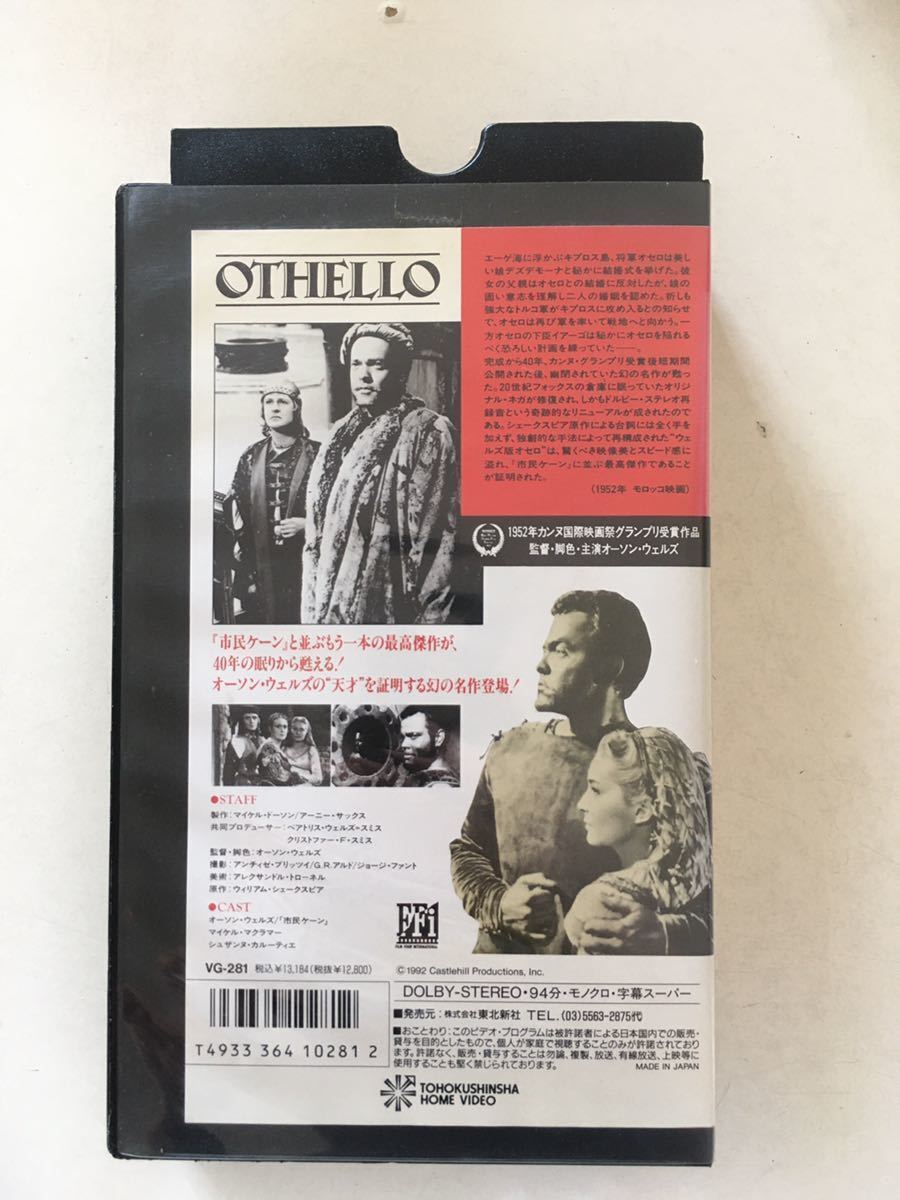 OTHELLO
エーゲ海に浮かぶキプロス島、将軍オセロは美し
い娘デズデモーナと秘かに結婚式を挙げた。彼
女の父親はオセロとの結婚に反対したが、娘の
固い意志を理解し二人の婚姻を認めた。折しも
強大なトルコ軍がキプロスに攻め入るとの知らせ
で、オセロは再び軍を率いて戦地へと向かう。一
方オセロの下臣イアーゴは秘かにオセロを陥れる
べく恐ろしい計画を練っていた――。
完成から40年、カンヌ・グランプリ受賞後短期間
公開された後、幽閉されていた幻の名作が甦っ
た。20世紀フォックスの倉庫に眠っていたオリジ
ナル・ネガが修復され、しかもドルビー・ステレオ再
録音という奇跡的なリニューアルが成されたので
ある。シェークスピア原作による台詞には全く手を
加えず、独創的な手法によって再構成された“ウェ
ルズ版オセロ”は、驚くべき映像美とスピード感に
溢れ、『市民ケーン』に並ぶ最高傑作であること
が証明された。
(1952年 モロッコ映画)
1952年カンヌ国際映画祭グランプリ受賞作品
監督・脚色・主演オーソン・ウェルズ
『市民ケーン』と並ぶもう一本の最高傑作が、
40年の眠りから甦える!
オーソン・ウェルズの“天才”を証明する幻の名作登場!
●STAFF
製作:マイケル・ドーソン/アーニー・サックス
共同プロデューサー:ベアトリス・ウェルズ=スミス
クリストファー・F・スミス
監督・脚色:オーソン・ウェルズ
撮影:アンティゼ・ブリッツイ/G.R.アルド/ジョージ・ファント
美術:アレクサンドル・トローネル
原作:ウィリアム・シェークスピア
●CAST
オーソン・ウェルズ/『市民ケーン』
マイケル・マクラマー
シュザンヌ・カルーティエ
FFi
FILM FOUR INTERNATIONAL
VG-281 税込¥13,184(税抜¥12,800)
©1992 Castlehill Productions, Inc.
T4933364102812
DOLBY-STEREO・94分・モノクロ・字幕スーパー
■発売元:株式会社東北新社 TEL.(03)5563-2875代
■おことわり:このビデオ・プログラムは被許諾者による日本国内での販売・
貸与を目的としたもので、個人が家庭で視聴することのみが許諾されており
ます。許諾なく、販売・貸与することは勿論、複製、放送、有線放送、上映等に
使用することも堅く禁じられております。
MADE IN JAPAN
TOHOKUSHINSHA
HOME VIDEO